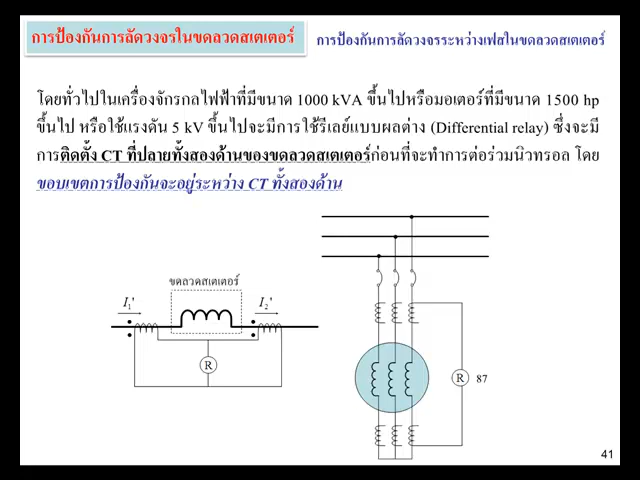 การป้องกันการลัดวงจรในขดลวดสเตเตอร์
การป้องกันการลัดวงจรระหว่างเฟสในขดลวดสเตเตอร์
โดยทั่วไปในเครื่องจักรกลไฟฟ้าที่มีขนาด 1000 kVA ขึ้นไปหรือมอเตอร์ที่มีขนาด 1500 hp
ขึ้นไป หรือใช้แรงดัน 5 kV ขึ้นไปจะมีการใช้รีเลย์แบบผลต่าง (Differential relay) ซึ่งจะมี
การติดตั้ง CT ที่ปลายทั้งสองด้านของขดลวดสเตเตอร์ก่อนที่จะทำการต่อร่วมนิวทรอล โดย
ขอบเขตการป้องกันจะอยู่ระหว่าง CT ทั้งสองด้าน
ขดลวดสเตเตอร์
I₁'
I₂'
R
R
87
41